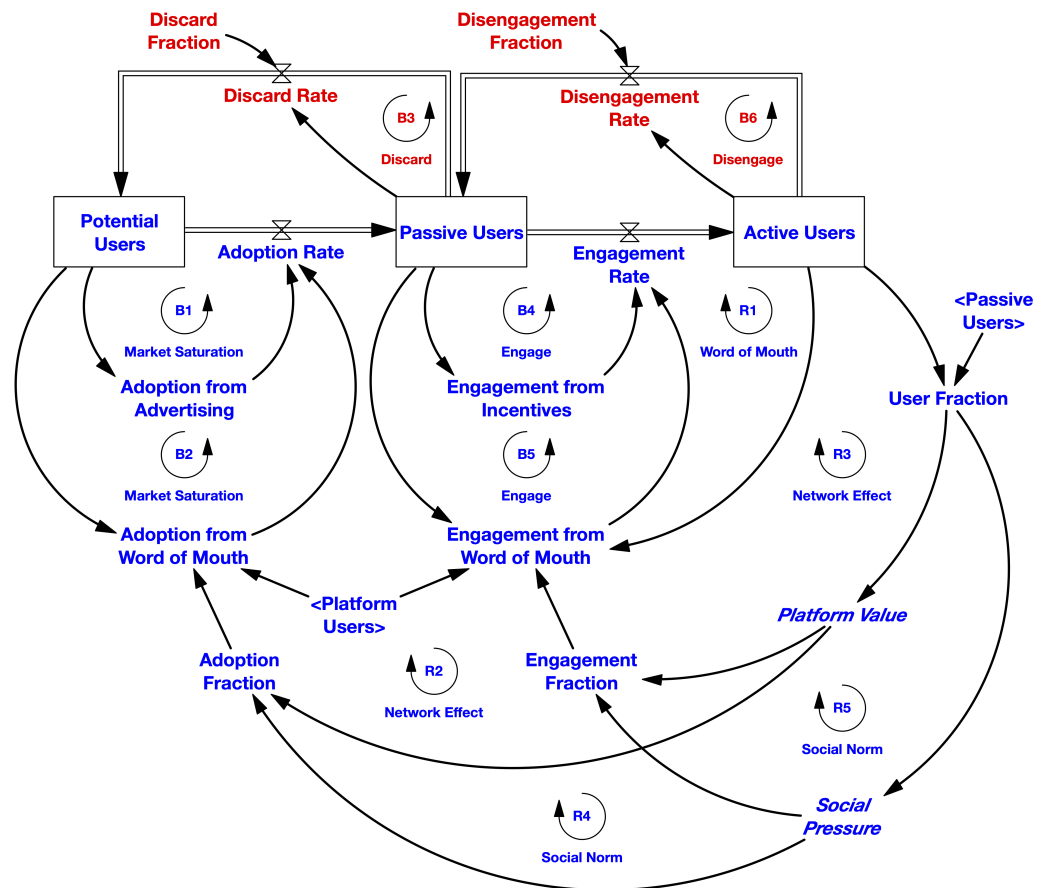 Discard
Fraction
Disengagement
Fraction
Discard Rate
Disengagement
Rate
B3
Discard
B6
Disengage
Potential
Users
Passive Users
Active Users
Adoption Rate
Engagement
Rate
B1
Market Saturation
B4
Engage
R1
Word of Mouth
<Passive
Users>
Adoption from
Advertising
Engagement from
Incentives
User Fraction
B2
Market Saturation
B5
Engage
R3
Network Effect
Adoption from
Word of Mouth
Engagement from
Word of Mouth
<Platform
Users>
Platform Value
Adoption
Fraction
R2
Network Effect
Engagement
Fraction
R5
Social Norm
Social
Pressure
R4
Social Norm